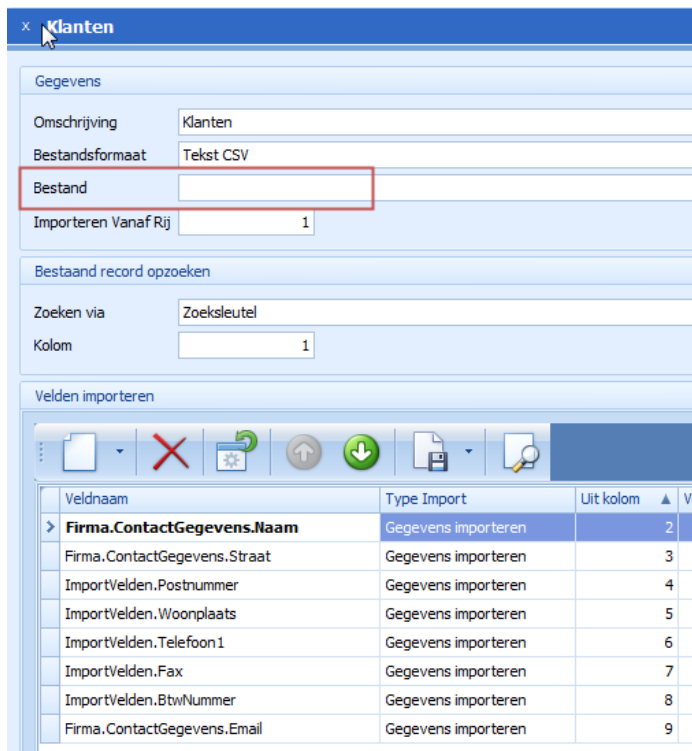 x Klanten
Gegevens
Omschrijving Klanten
Bestandsformaat Tekst CSV
Bestand
Importeren Vanaf Rij 1
Bestaand record opzoeken
Zoeken via Zoeksleutel
Kolom 1
Velden importeren
Veldnaam Type Import Uit kolom V
Firma.ContactGegevens.Naam Gegevens importeren 2
Firma.ContactGegevens.Straat Gegevens importeren 3
ImportVelden.Postnummer Gegevens importeren 4
ImportVelden.Woonplaats Gegevens importeren 5
ImportVelden.Telefoon1 Gegevens importeren 6
ImportVelden.Fax Gegevens importeren 7
ImportVelden.BtwNummer Gegevens importeren 8
Firma.ContactGegevens.Email Gegevens importeren 9